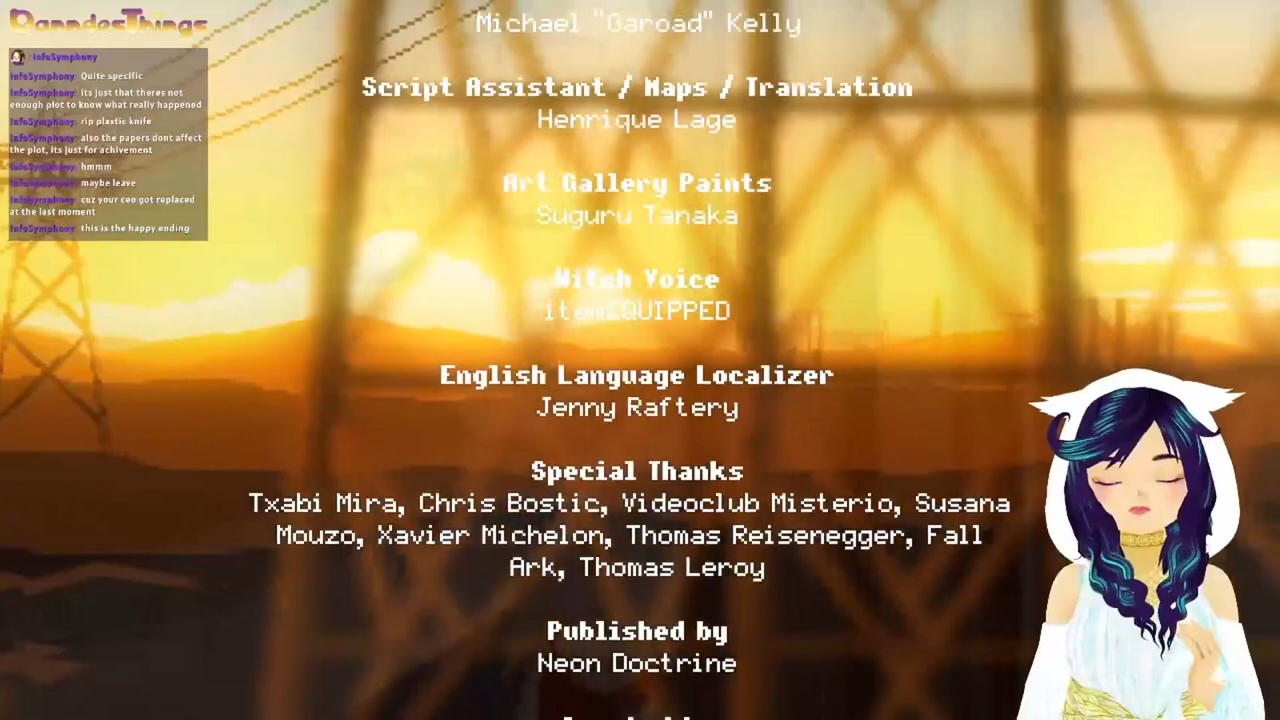 QanndesThings
InfoSymphony
InfoSymphony: Quite specific
InfoSymphony: its just that theres not
enough plot to know what really happened
InfoSymphony: rip plastic knife
InfoSymphony: also the papers dont affect
the plot, its just for achivement
InfoSymphony: hmmm
InfoSymphony: maybe leave
InfoSymphony: cuz your ceo got replaced
at the last moment
InfoSymphony: this is the happy ending
Michael "Garoad" Kelly
Script Assistant / Maps / Translation
Henrique Lage
Art Gallery Paints
Suguru Tanaka
Witch Voice
itemEQUIPPED
English Language Localizer
Jenny Raftery
Special Thanks
Txabi Mira, Chris Bostic, Videoclub Misterio, Susana
Mouzo, Xavier Michelon, Thomas Reisenegger, Fall
Ark, Thomas Leroy
Published by
Neon Doctrine